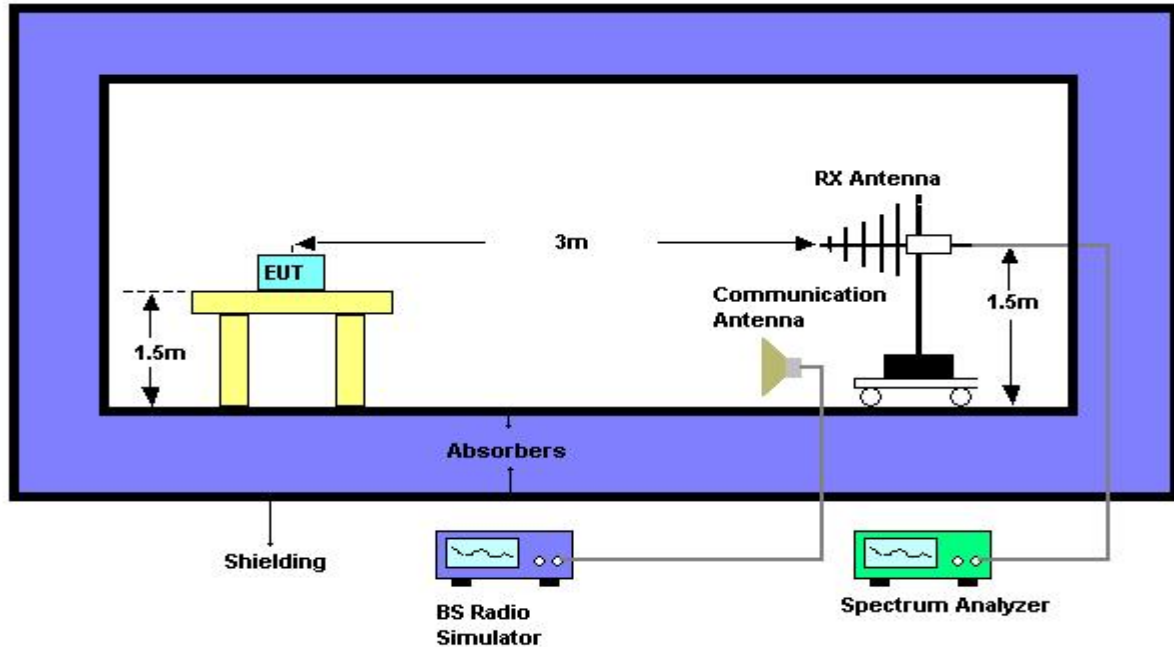 RX Antenna
3m
EUT
Communication
Antenna
1.5m
1.5m
Absorbers
Shielding
BS Radio
Simulator
Spectrum Analyzer